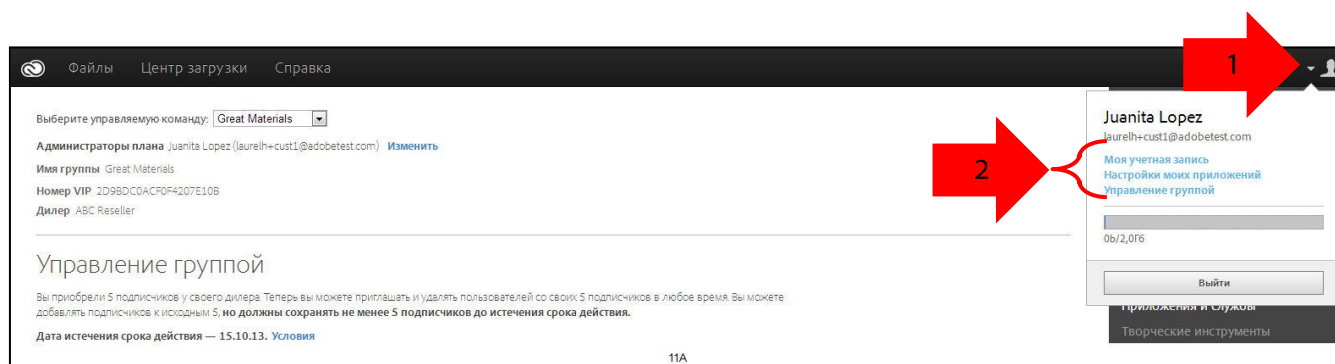 1
Файлы Центр загрузки Справка
Выберите управляемую команду: Great Materials
Администраторы плана Juanita Lopez (laurelh+cust1@adobetest.com) Изменить
Имя группы Great Materials
Номер VIP 2D9BDC0ACF0F4207E10B
Дилер ABC Reseller
Управление группой
Вы приобрели 5 подписчиков у своего дилера. Теперь вы можете приглашать и удалять пользователей со своих 5 подписчиков в любое время. Вы можете
добавлять подписчиков к исходным 5, но должны сохранять не менее 5 подписчиков до истечения срока действия.
Дата истечения срока действия — 15.10.13. Условия
2
Juanita Lopez
laurelh+cust1@adobetest.com
Моя учетная запись
Настройки моих приложений
Управление группой
0b/2,0Гб
Выйти
Приложения и Службы
Творческие инструменты
11A